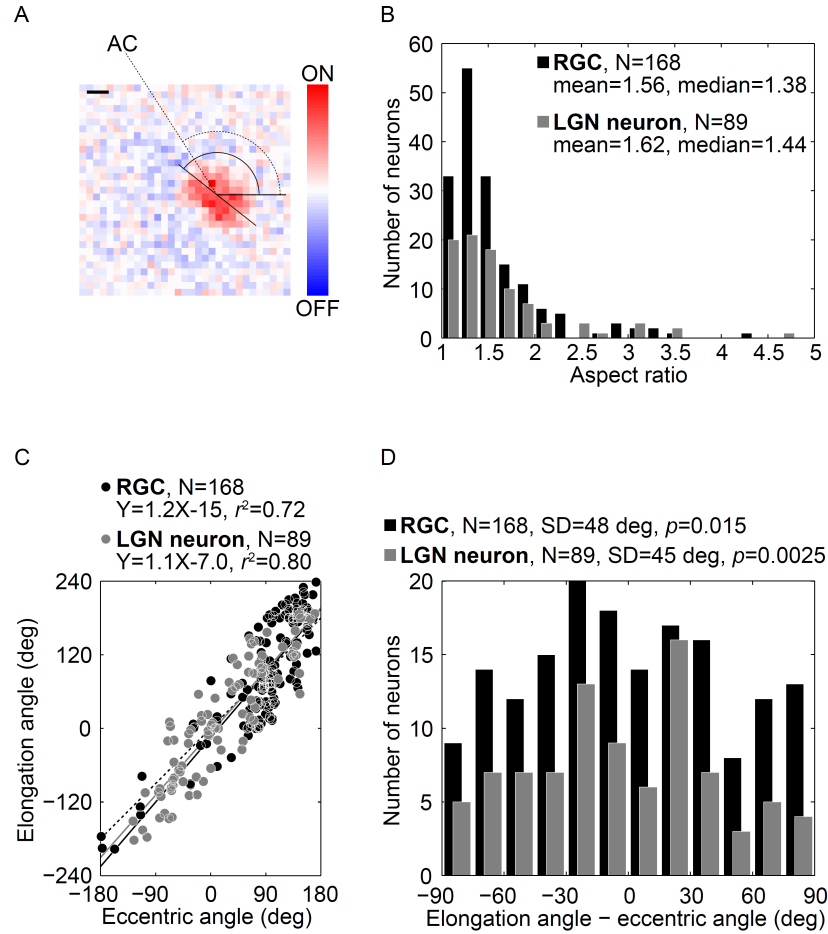 A
AC
ON
OFF
B
RGC, N=168
mean=1.56, median=1.38
LGN neuron, N=89
mean=1.62, median=1.44
Number of neurons
60
50
40
30
20
10
0
1 1.5 2 2.5 3 3.5 4 4.5 5
Aspect ratio
C
RGC, N=168
Y=1.2X-15, r²=0.72
LGN neuron, N=89
Y=1.1X-7.0, r²=0.80
Elongation angle (deg)
240
120
0
−120
−240
−180 −90 0 90 180
Eccentric angle (deg)
D
RGC, N=168, SD=48 deg, p=0.015
LGN neuron, N=89, SD=45 deg, p=0.0025
Number of neurons
20
15
10
5
0
−90 −60 −30 0 30 60 90
Elongation angle − eccentric angle (deg)